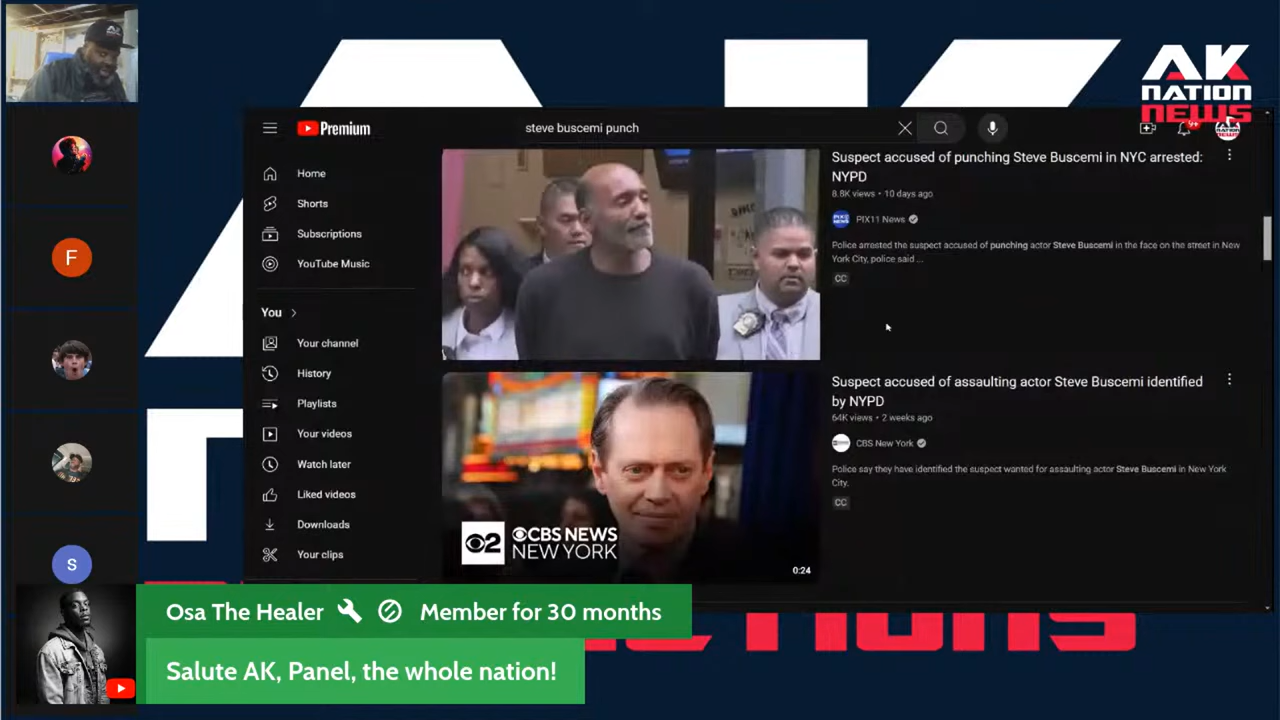 AK
NATION
NEWS
Premium
steve buscemi punch
9+
Home
Shorts
Subscriptions
YouTube Music
You
Your channel
History
Playlists
Your videos
Watch later
Liked videos
Downloads
Your clips
Suspect accused of punching Steve Buscemi in NYC arrested:
NYPD
8.8K views • 10 days ago
PIX11 News
Police arrested the suspect accused of punching actor Steve Buscemi in the face on the street in New
York City, police said ...
CC
Suspect accused of assaulting actor Steve Buscemi identified
by NYPD
64K views • 2 weeks ago
CBS New York
Police say they have identified the suspect wanted for assaulting actor Steve Buscemi in New York
City.
CC
2
CBS NEWS
NEW YORK
0:24
F
S
Osa The Healer Member for 30 months
Salute AK, Panel, the whole nation!